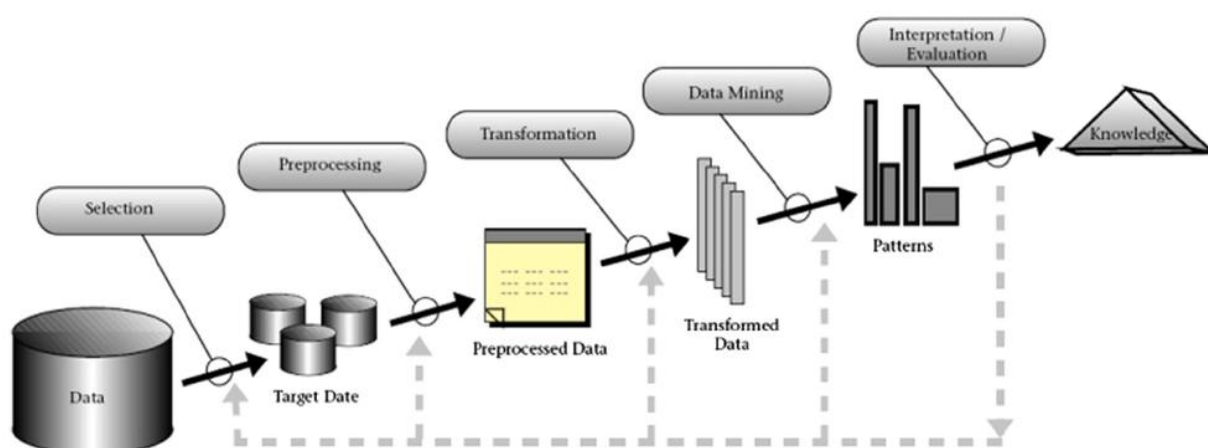 Interpretation /
Evaluation
Data Mining
Transformation
Preprocessing
Selection
Knowledge
Patterns
Transformed
Data
Preprocessed Data
Target Date
Data